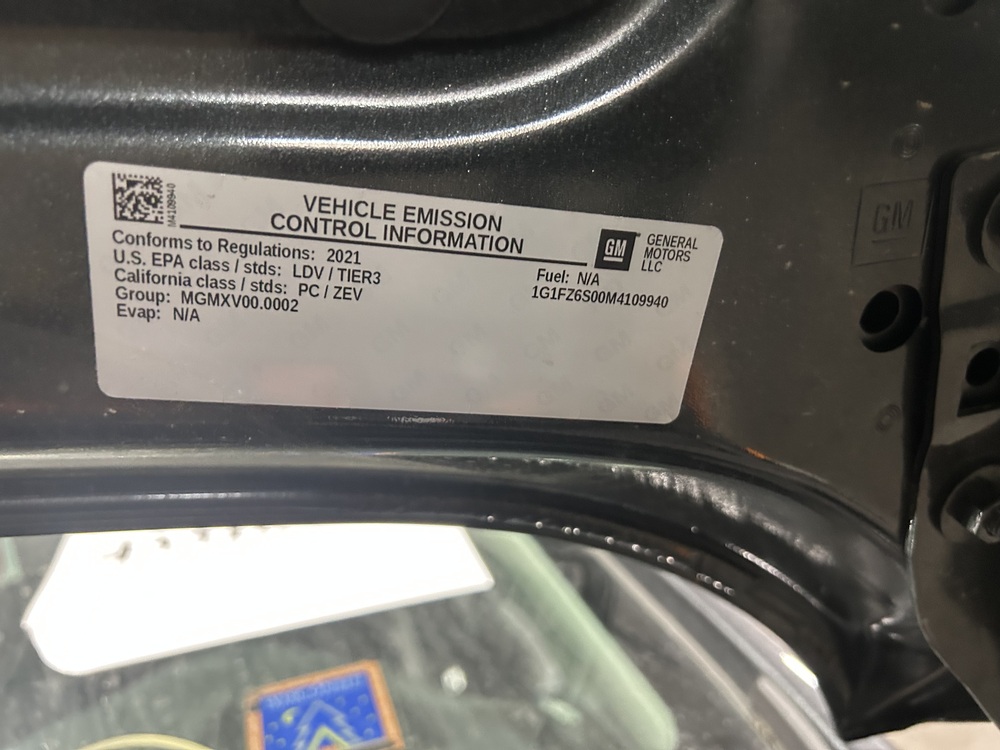 M4109940
VEHICLE EMISSION
CONTROL INFORMATION
GM
GENERAL
MOTORS
LLC
Conforms to Regulations: 2021
U.S. EPA class / stds: LDV / TIER3
California class / stds: PC / ZEV
Group: MGMXV00.0002
Evap: N/A
Fuel: N/A
1G1FZ6S00M4109940
GM